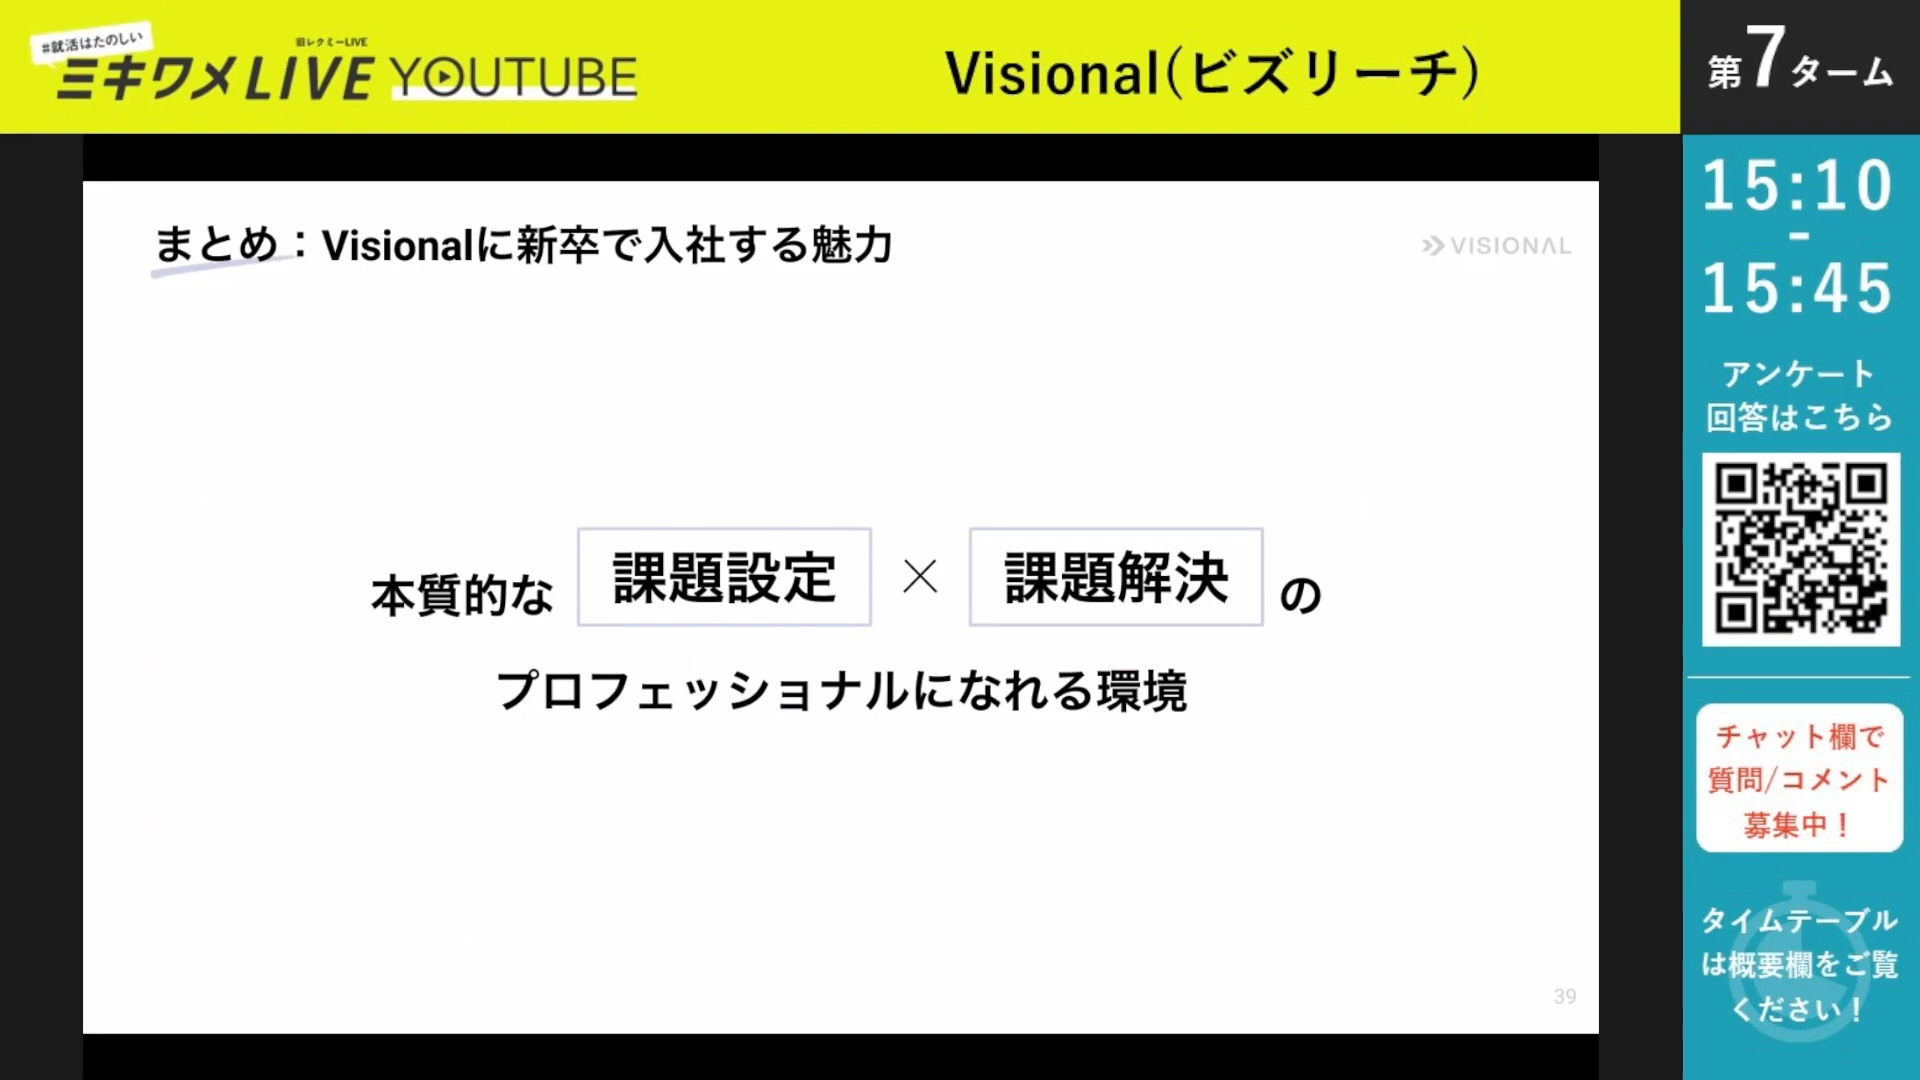 #就活はたのしい
旧レクミーLIVE
ミキワメLIVE YOUTUBE
Visional(ビズリーチ)
第7ターム
まとめ：Visionalに新卒で入社する魅力
VISIONAL
本質的な 課題設定 × 課題解決 の
プロフェッショナルになれる環境
39
15:10
-
15:45
アンケート
回答はこちら
チャット欄で
質問/コメント
募集中！
タイムテーブル
は概要欄をご覧
ください！